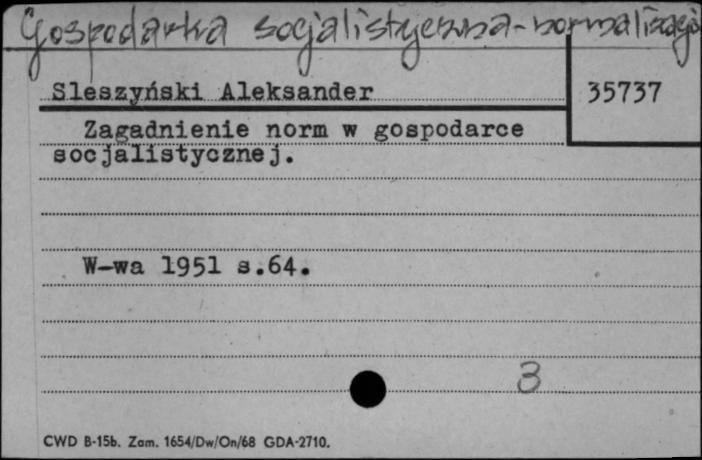 Gospodarka socjalistyczna-normalizacja
Sleszyński Aleksander
35737
Zagadnienie norm w gospodarce
socjalistycznej.
W-wa 1951 s.64.
3
CWD B-15b. Zam. 1654/Dw/On/68 GDA-2710.